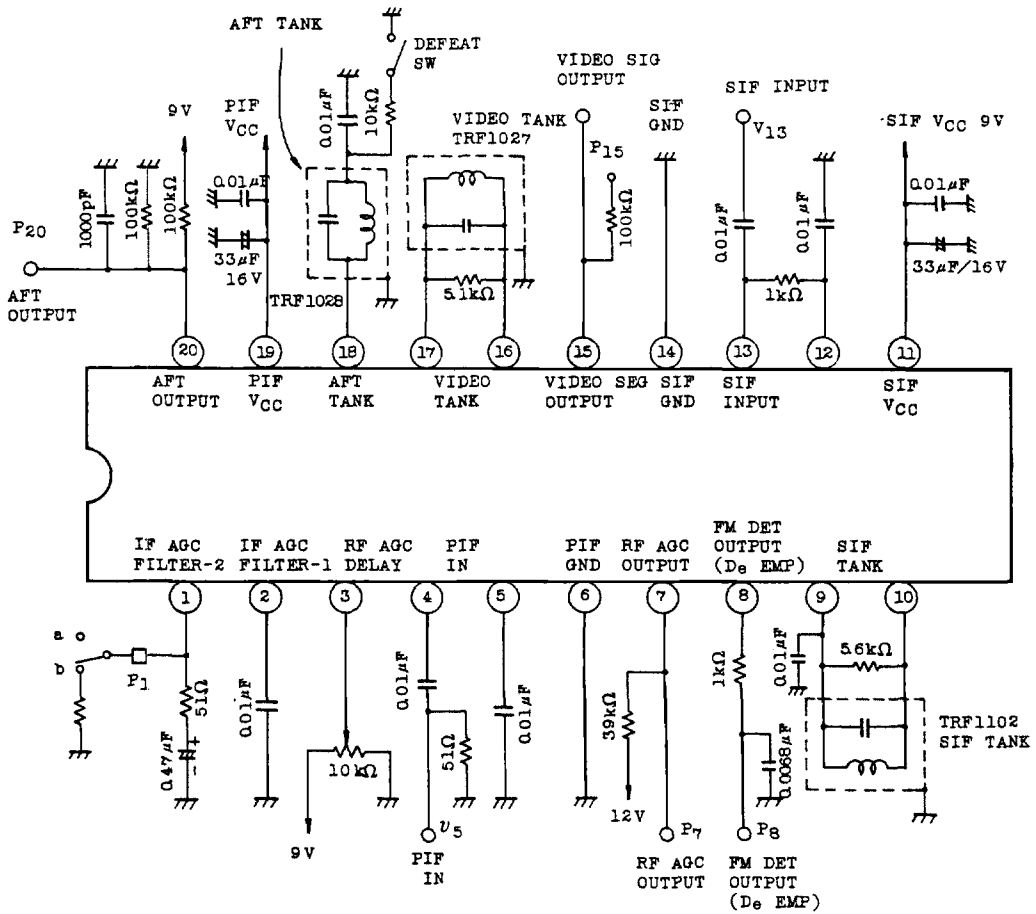 AFT TANK
DEFEAT
SW
VIDEO SIG
OUTPUT
SIF INPUT
9V
PIF
VCC
0.01μF
10kΩ
VIDEO TANK
TRF1027
SIF
GND
V13
SIF VCC 9V
P15
P20
1000pF
100kΩ
100kΩ
0.01μF
33μF
16V
100kΩ
0.01μF
0.01μF
0.01μF
33μF/16V
AFT
OUTPUT
TRF1028
5.1kΩ
1kΩ
20
19
18
17
16
15
14
13
12
11
AFT
OUTPUT
PIF
VCC
AFT
TANK
VIDEO
TANK
VIDEO SEG
OUTPUT
SIF
GND
SIF
INPUT
SIF
VCC
IF AGC
FILTER-2
IF AGC
FILTER-1
RF AGC
DELAY
PIF
IN
PIF
GND
RF AGC
OUTPUT
FM DET
OUTPUT
(De EMP)
SIF
TANK
1
2
3
4
5
6
7
8
9
10
a
b
P1
51Ω
0.47μF
+
-
0.01μF
10kΩ
9V
0.01μF
51Ω
υ5
PIF
IN
0.01μF
39kΩ
12V
P7
RF AGC
OUTPUT
1kΩ
0.0068μF
P8
FM DET
OUTPUT
(De EMP)
0.01μF
5.6kΩ
TRF1102
SIF TANK